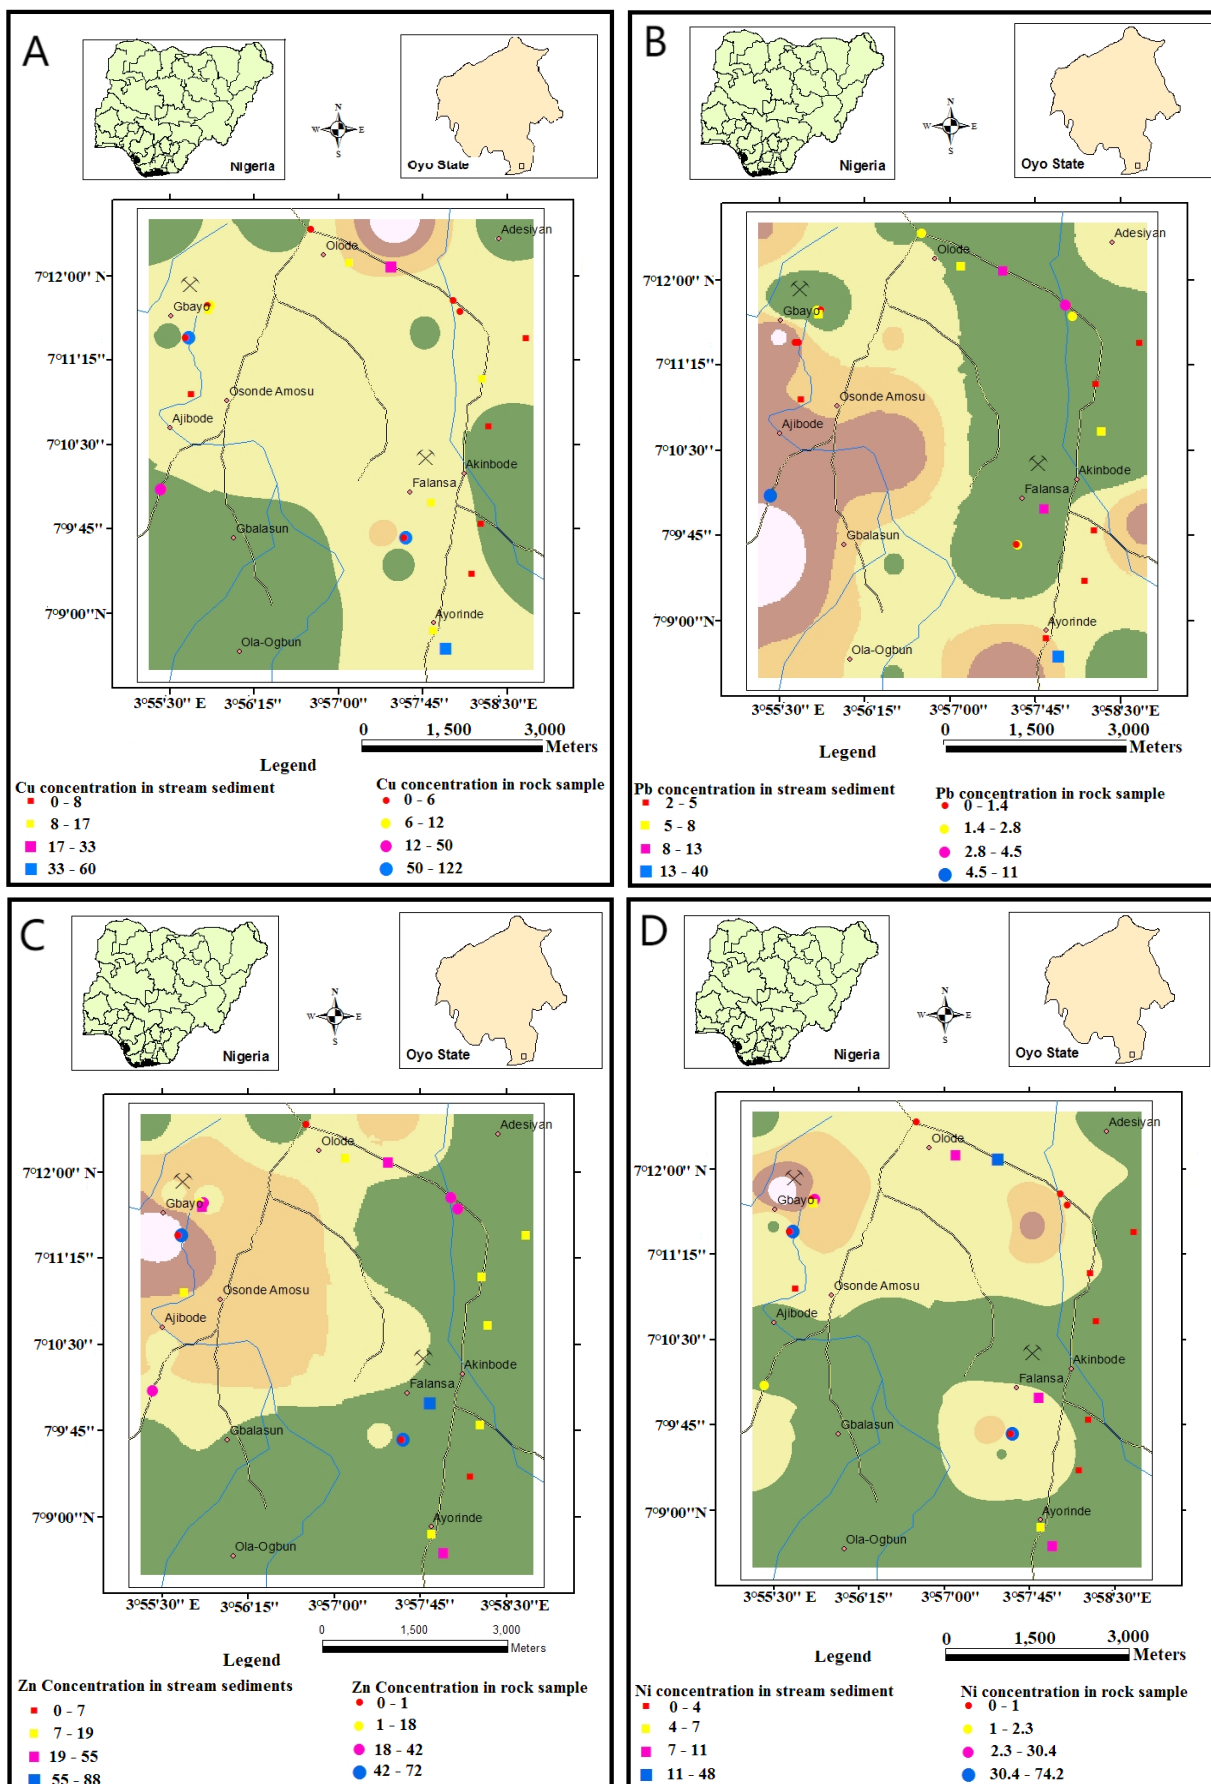 A
Nigeria
N
W E
S
Oyo State
Adesiyan
Olode
7°12'00'' N
Gbayo
7°11'15''
Osonde Amosu
Ajibode
7°10'30''
Akinbode
Falansa
7°9'45''
Gbalasun
7°9'00''N
Ayorinde
Ola-Ogbun
3°55'30'' E 3°56'15'' 3°57'00'' 3°57'45'' 3°58'30''E
0 1,500 3,000
Meters
Legend
Cu concentration in stream sediment
0 - 8
8 - 17
17 - 33
33 - 60
Cu concentration in rock sample
0 - 6
6 - 12
12 - 50
50 - 122
B
Nigeria
N
W E
S
Oyo State
Adesiyan
Olode
7°12'00'' N
Gbayo
7°11'15''
Osonde Amosu
Ajibode
7°10'30''
Akinbode
Falansa
7°9'45''
Gbalasun
7°9'00''N
Ayorinde
Ola-Ogbun
3°55'30'' E 3°56'15'' 3°57'00'' 3°57'45'' 3°58'30''E
0 1,500 3,000
Meters
Legend
Pb concentration in stream sediment
2 - 5
5 - 8
8 - 13
13 - 40
Pb concentration in rock sample
0 - 1.4
1.4 - 2.8
2.8 - 4.5
4.5 - 11
C
Nigeria
N
W E
S
Oyo State
Adesiyan
Olode
7°12'00'' N
Gbayo
7°11'15''
Osonde Amosu
Ajibode
7°10'30''
Akinbode
Falansa
7°9'45''
Gbalasun
7°9'00''N
Ayorinde
Ola-Ogbun
3°55'30'' E 3°56'15'' 3°57'00'' 3°57'45'' 3°58'30''E
0 1,500 3,000
Meters
Legend
Zn Concentration in stream sediments
0 - 7
7 - 19
19 - 55
55 - 88
Zn Concentration in rock sample
0 - 1
1 - 18
18 - 42
42 - 72
D
Nigeria
N
W E
S
Oyo State
Adesiyan
Olode
7°12'00'' N
Gbayo
7°11'15''
Osonde Amosu
Ajibode
7°10'30''
Akinbode
Falansa
7°9'45''
Gbalasun
7°9'00''N
Ayorinde
Ola-Ogbun
3°55'30'' E 3°56'15'' 3°57'00'' 3°57'45'' 3°58'30''E
0 1,500 3,000
Meters
Legend
Ni concentration in stream sediment
0 - 4
4 - 7
7 - 11
11 - 48
Ni concentration in rock sample
0 - 1
1 - 2.3
2.3 - 30.4
30.4 - 74.2